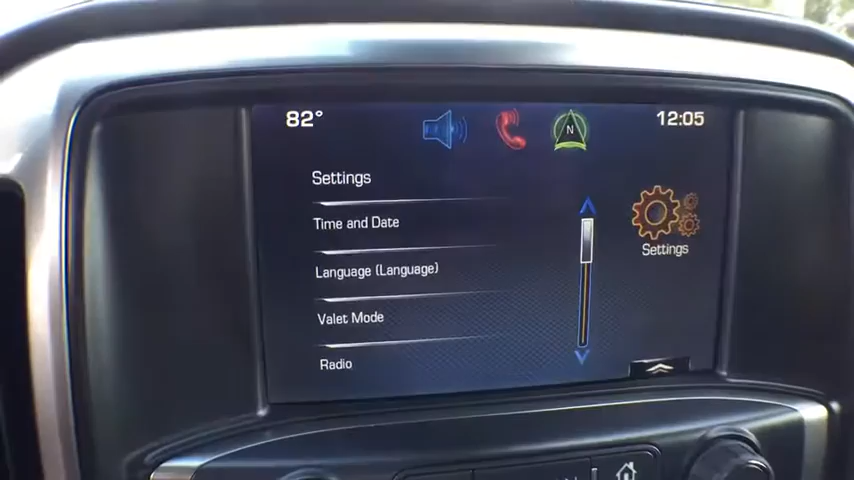 82°
N
12:05
Settings
Time and Date
Language (Language)
Valet Mode
Radio
Settings